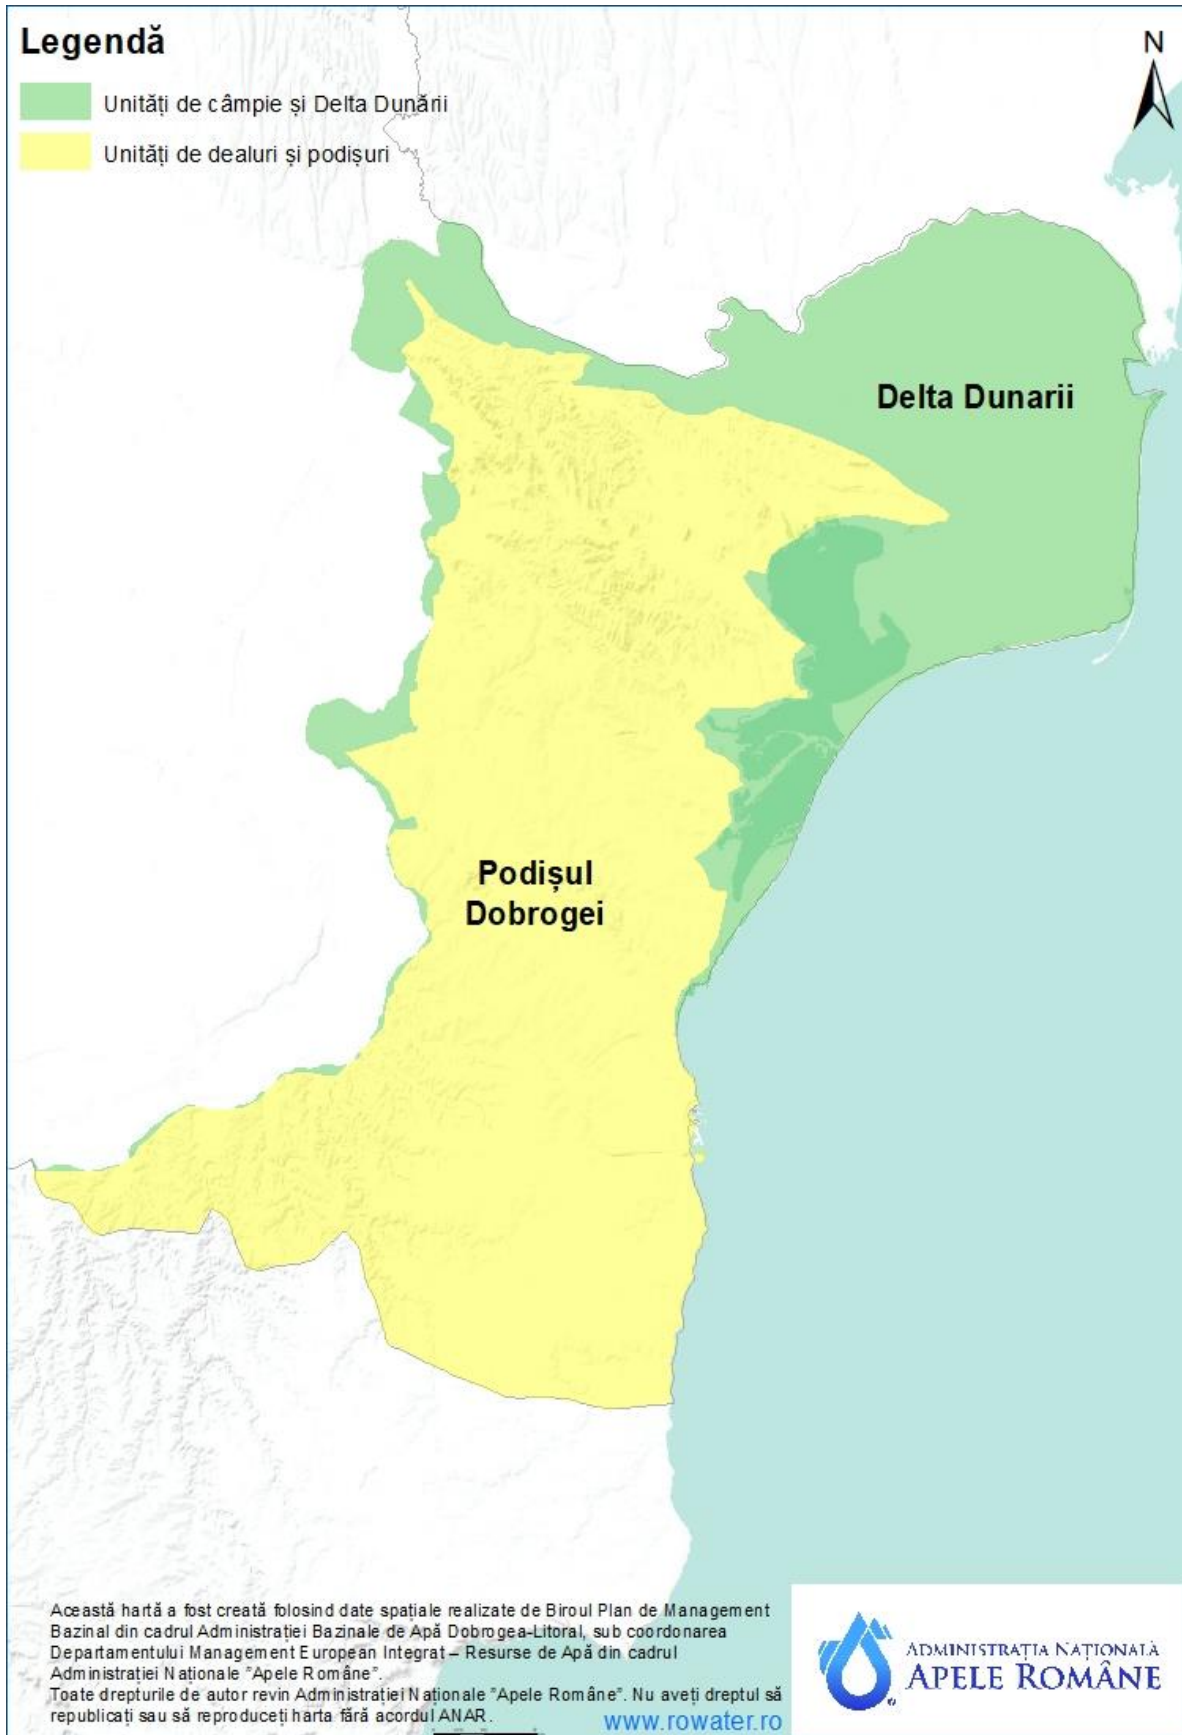 Legendă
N
Unități de câmpie și Delta Dunării
Unități de dealuri și podișuri
Delta Dunarii
Podișul
Dobrogei
Această hartă a fost creată folosind date spațiale realizate de Biroul Plan de Management
Bazinal din cadrul Administrației Bazinale de Apă Dobrogea-Litoral, sub coordonarea
Departamentului Management European Integrat – Resurse de Apă din cadrul
Administrației Naționale "Apele Române".
Toate drepturile de autor revin Administrației Naționale "Apele Române". Nu aveți dreptul să
republicați sau să reproduceți harta fără acordul ANAR.
www.rowater.ro
ADMINISTRAȚIA NAȚIONALĂ
APELE ROMÂNE